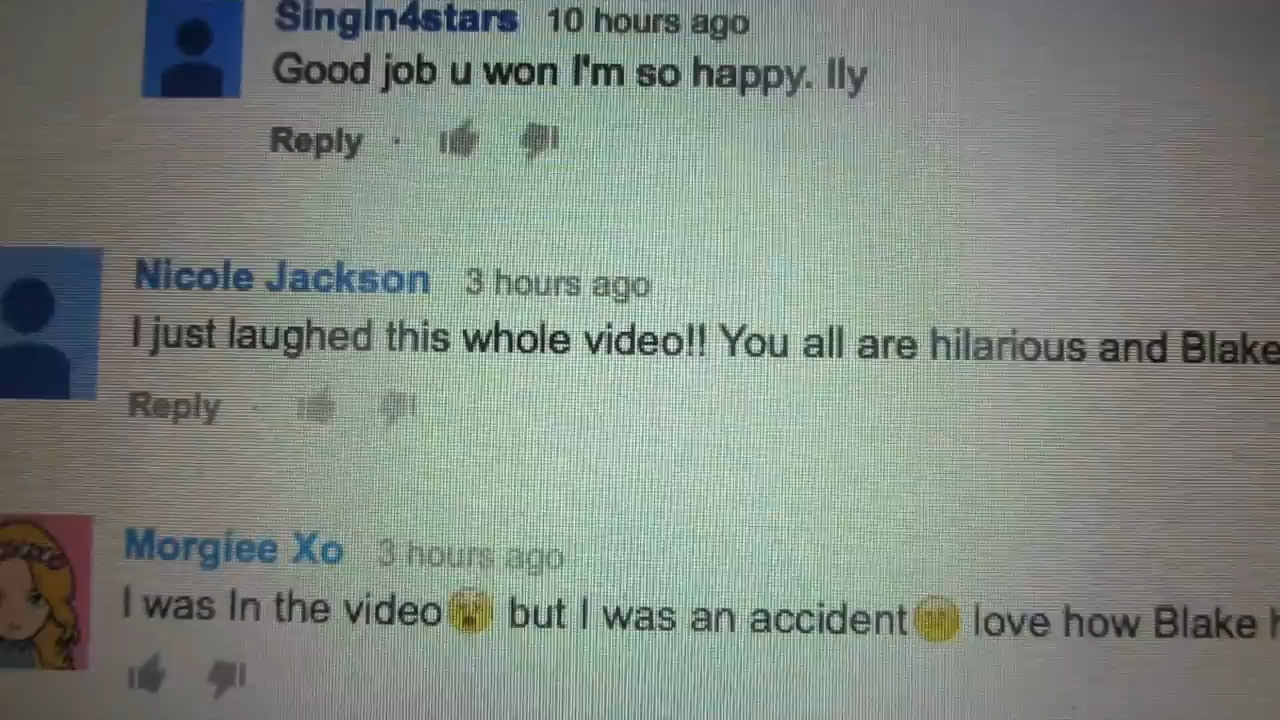 SingIn4stars 10 hours ago
Good job u won I'm so happy. Ily
Reply ·
Nicole Jackson 3 hours ago
I just laughed this whole video!! You all are hilarious and Blake
Reply ·
Morgiee Xo 3 hours ago
I was In the video but I was an accident love how Blake